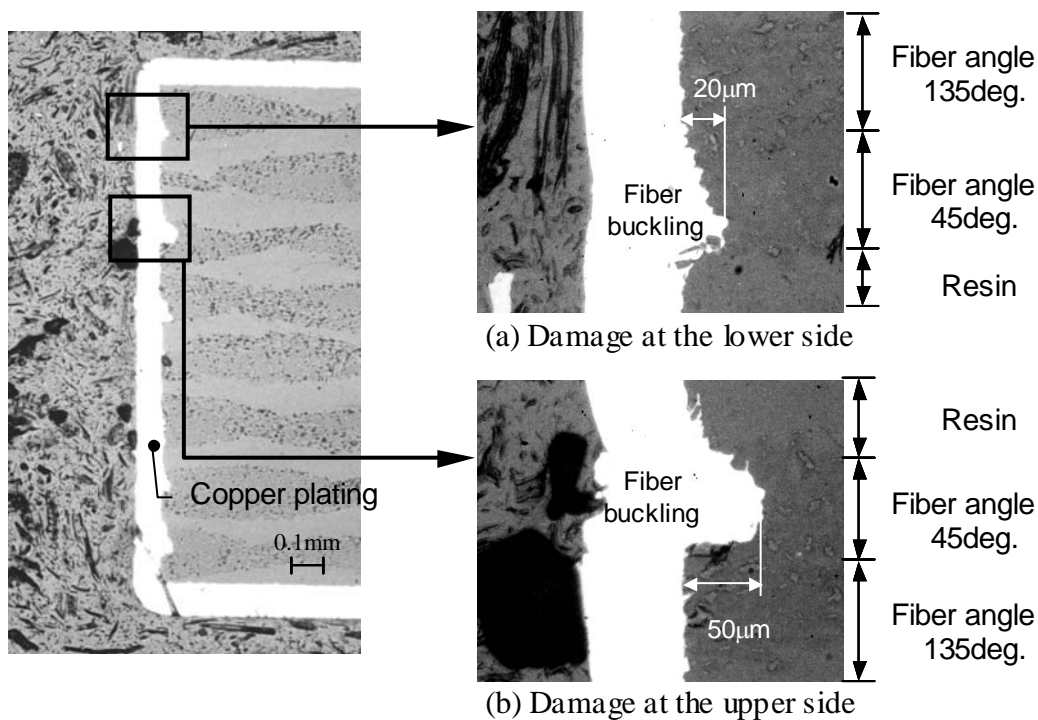 Copper plating
0.1mm
20μm
Fiber
buckling
Fiber angle
135deg.
Fiber angle
45deg.
Resin
(a) Damage at the lower side
Fiber
buckling
50μm
Resin
Fiber angle
45deg.
Fiber angle
135deg.
(b) Damage at the upper side